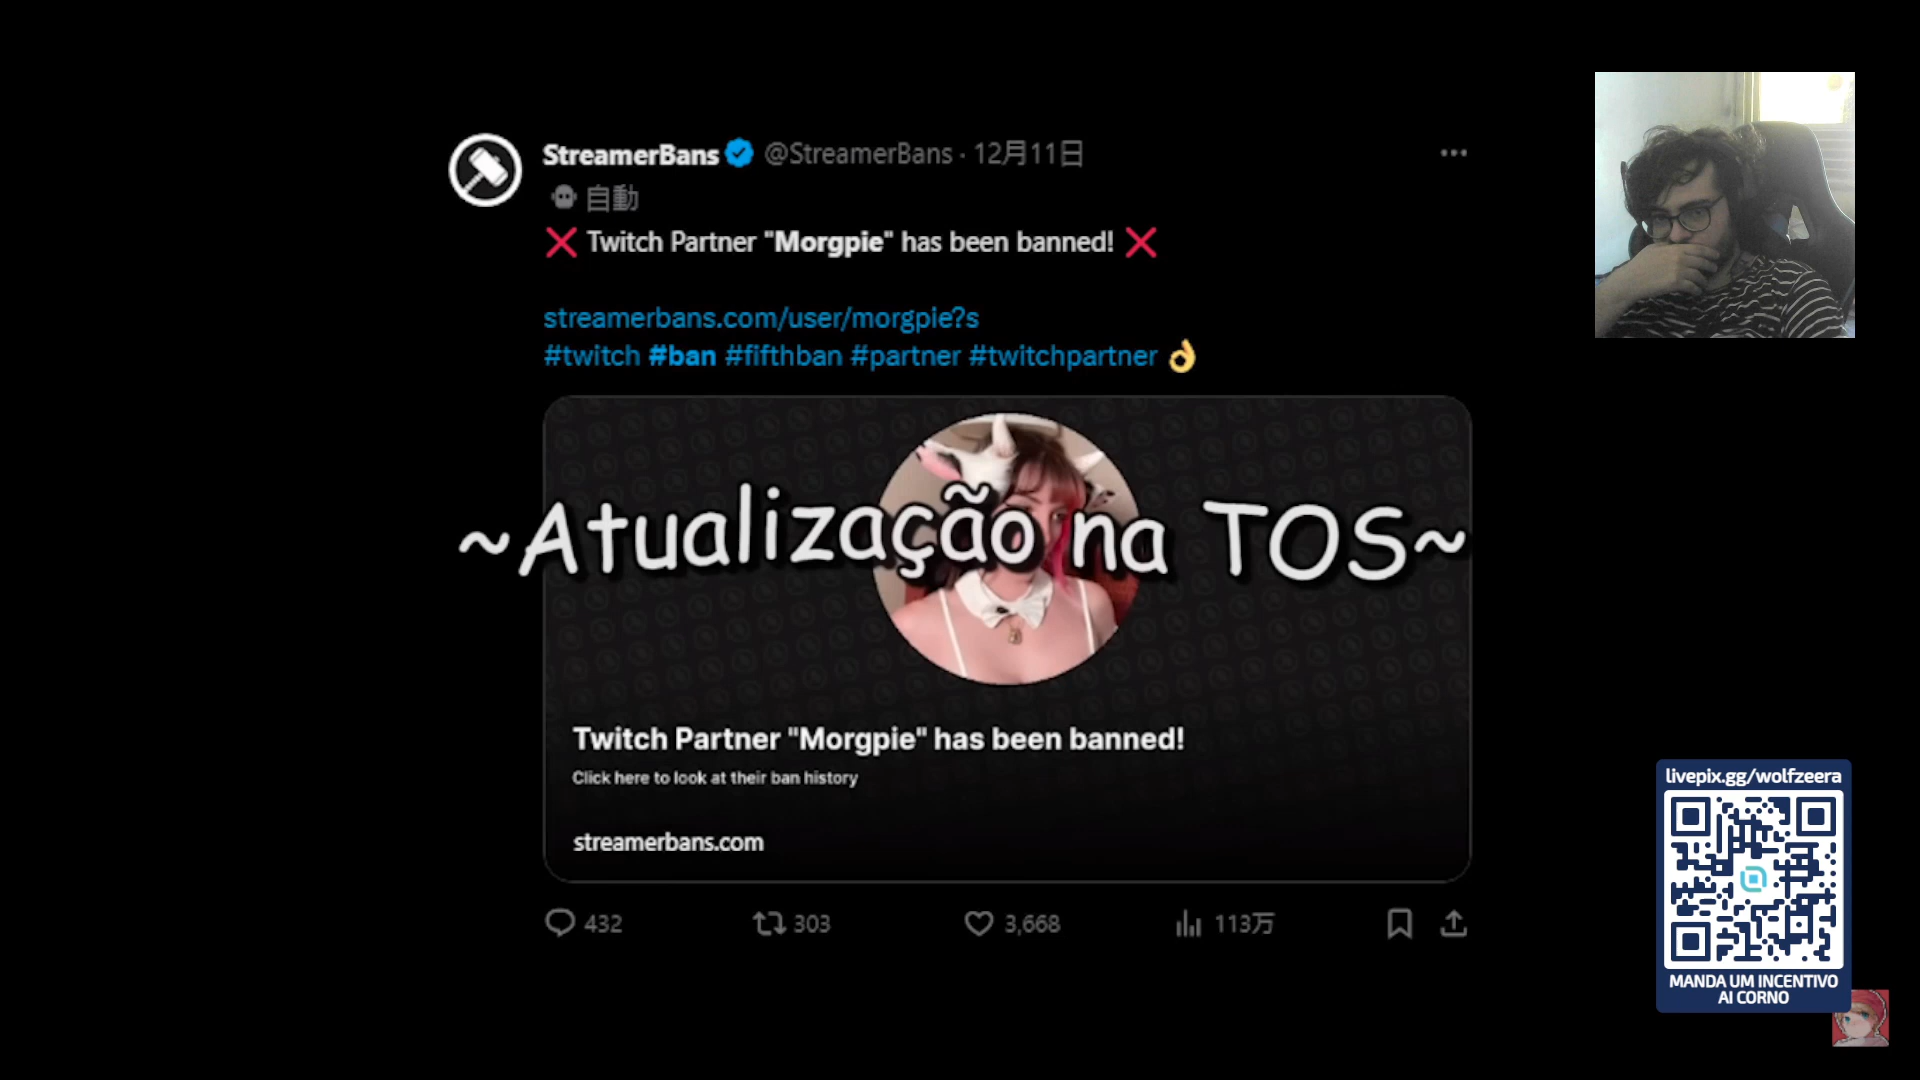 StreamerBans @StreamerBans · 12月11日
自動
❌ Twitch Partner "Morgpie" has been banned! ❌
streamerbans.com/user/morgpie?s
#twitch #ban #fifthban #partner #twitchpartner 👌
~Atualização na TOS~
Twitch Partner "Morgpie" has been banned!
Click here to look at their ban history
streamerbans.com
432 303 3,668 113万
livepix.gg/wolfzeera
MANDA UM INCENTIVO
AI CORNO